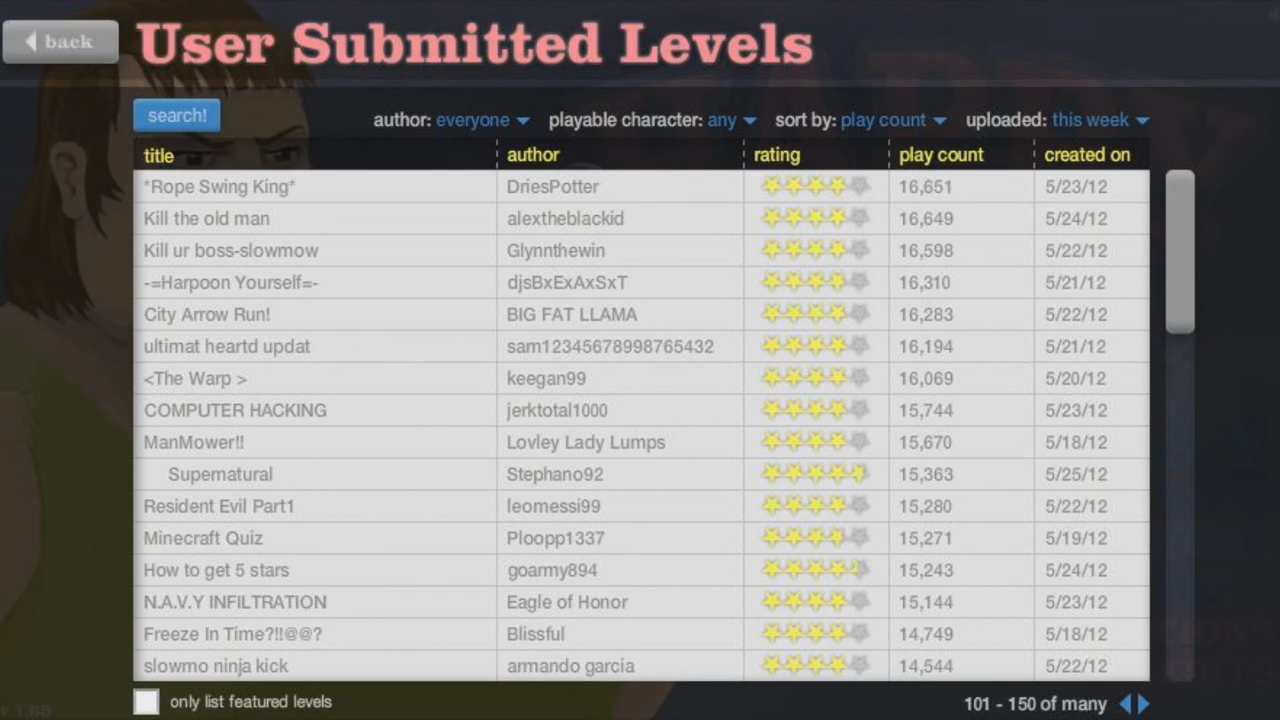 back
User Submitted Levels
search!
author: everyone playable character: any sort by: play count uploaded: this week
title author rating play count created on
*Rope Swing King* DriesPotter 16,651 5/23/12
Kill the old man alextheblackid 16,649 5/24/12
Kill ur boss-slowmow Glynnthewin 16,598 5/22/12
-=Harpoon Yourself=- djsBxExAxSxT 16,310 5/21/12
City Arrow Run! BIG FAT LLAMA 16,283 5/22/12
ultimat heartd updat sam12345678998765432 16,194 5/21/12
<The Warp > keegan99 16,069 5/20/12
COMPUTER HACKING jerktotal1000 15,744 5/23/12
ManMower!! Lovley Lady Lumps 15,670 5/18/12
Supernatural Stephano92 15,363 5/25/12
Resident Evil Part1 leomessi99 15,280 5/22/12
Minecraft Quiz Ploopp1337 15,271 5/19/12
How to get 5 stars goarmy894 15,243 5/24/12
N.A.V.Y INFILTRATION Eagle of Honor 15,144 5/23/12
Freeze In Time?!!@@? Blissful 14,749 5/18/12
slowmo ninja kick armando garcia 14,544 5/22/12
only list featured levels 101 - 150 of many